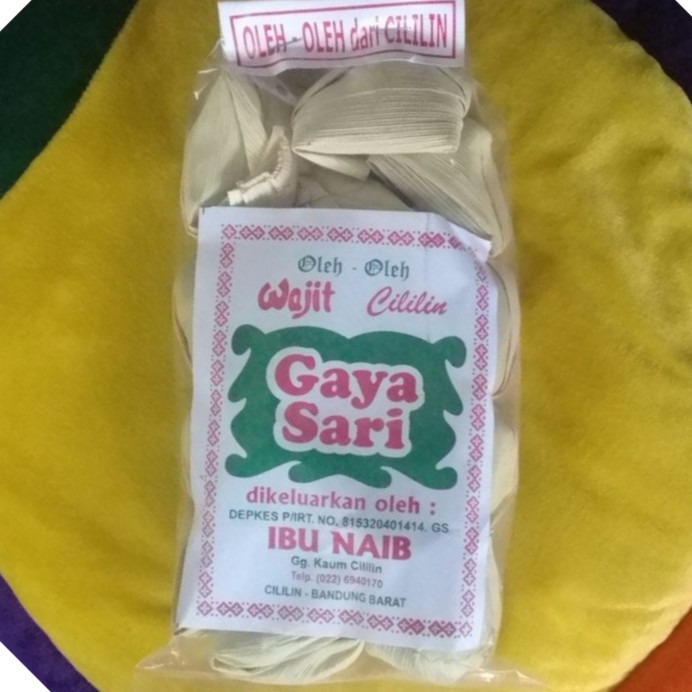 OLEH - OLEH dari CILILIN
Oleh - Oleh
Wajit Cililin
Gaya
Sari
dikeluarkan oleh :
DEPKES P/IRT. NO. 815320401414. GS
IBU NAIB
Gg. Kaum Cililin
Telp. (022) 6940170
CILILIN - BANDUNG BARAT